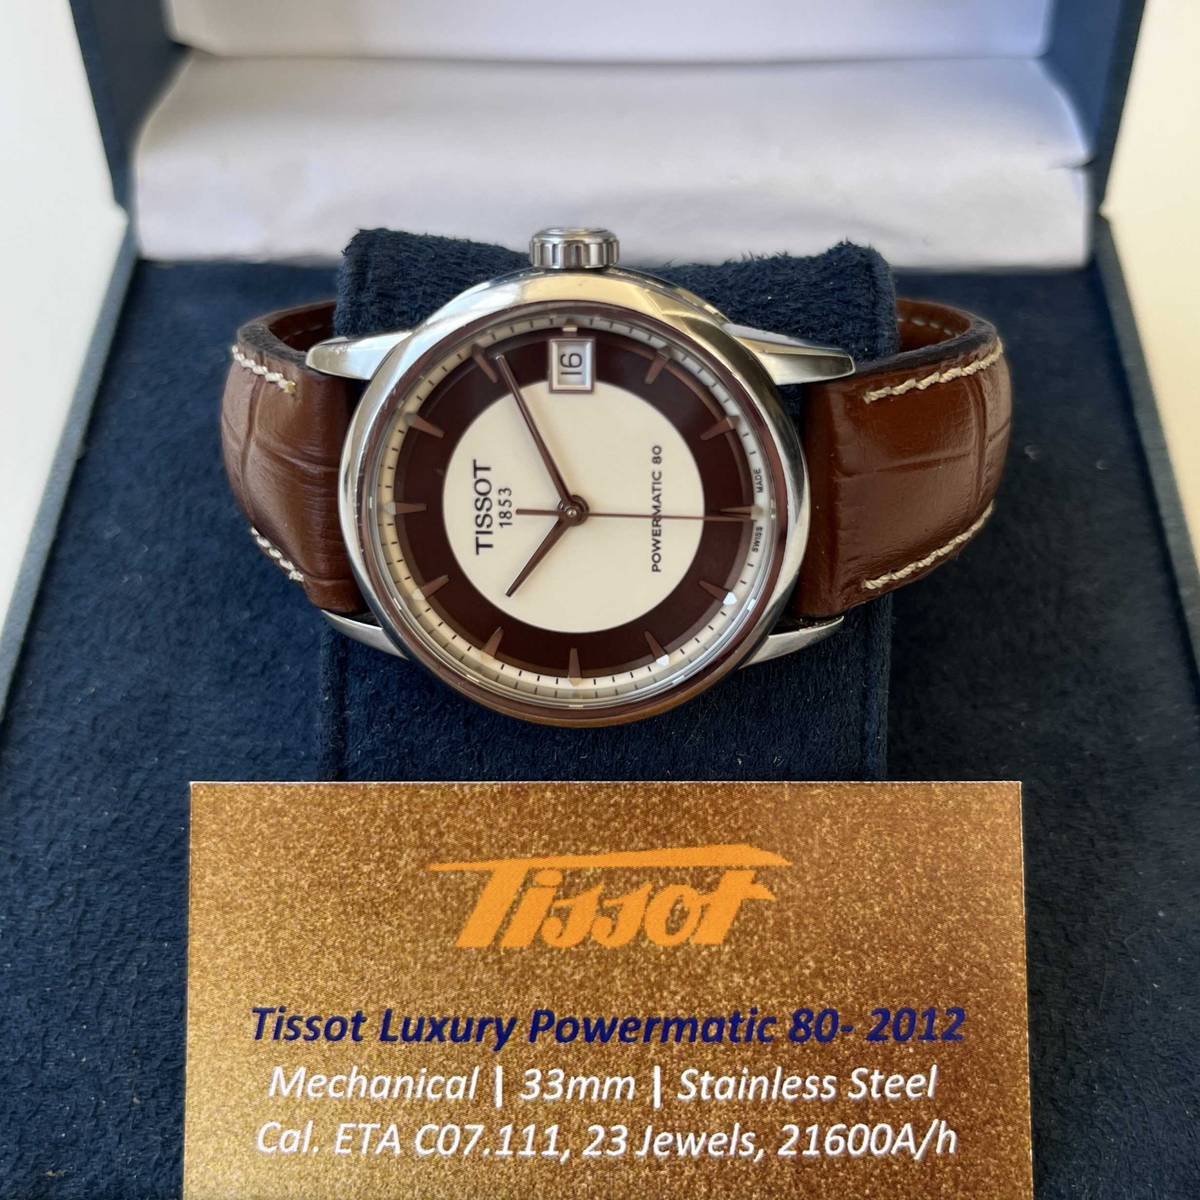 16
TISSOT
1853
POWERMATIC 80
SWISS MADE
Tissot
Tissot Luxury Powermatic 80- 2012
Mechanical | 33mm | Stainless Steel
Cal. ETA C07.111, 23 Jewels, 21600A/h